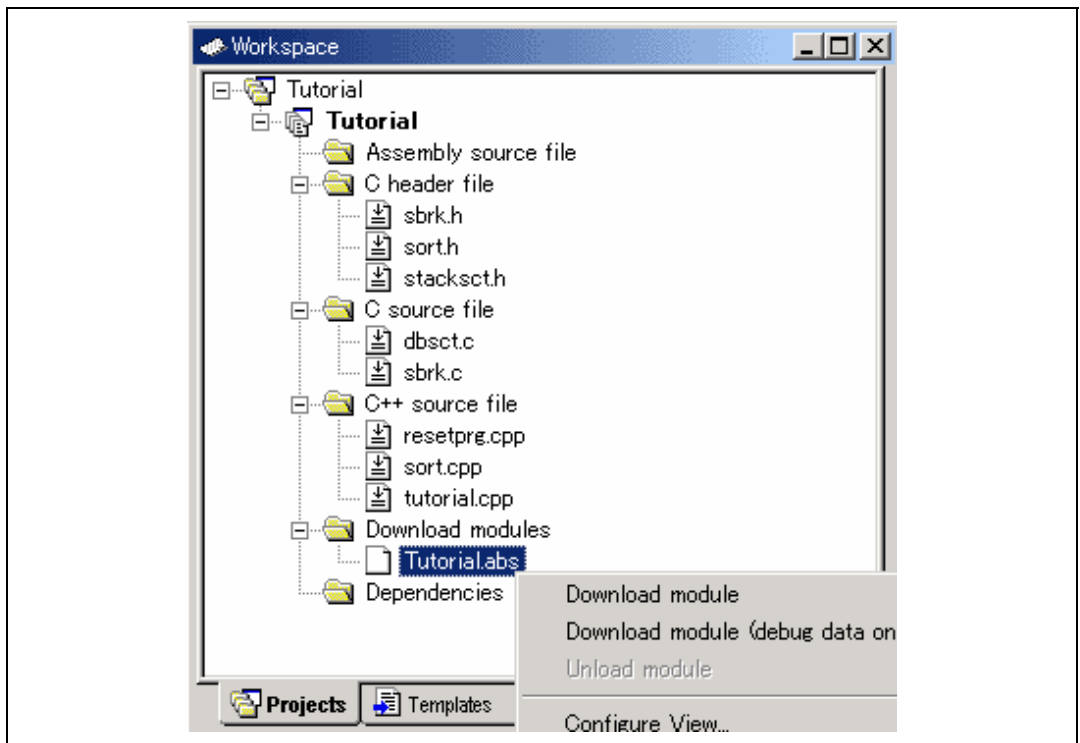 Workspace
Tutorial
Tutorial
Assembly source file
C header file
sbrk.h
sort.h
stacksct.h
C source file
dbsct.c
sbrk.c
C++ source file
resetprg.cpp
sort.cpp
tutorial.cpp
Download modules
Tutorial.abs
Dependencies
Download module
Download module (debug data on
Unload module
Configure View...
Projects
Templates